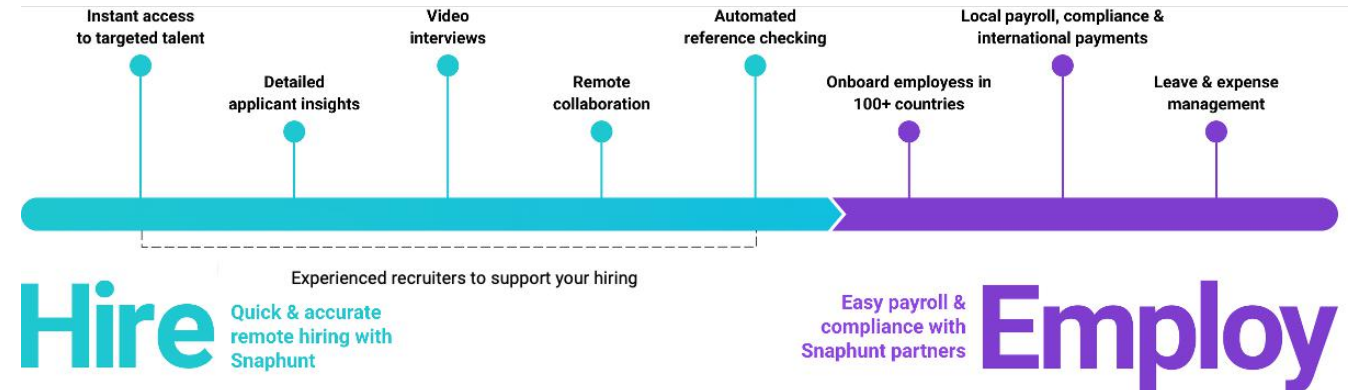 Instant access
to targeted talent
Detailed
applicant insights
Video
interviews
Remote
collaboration
Automated
reference checking
Onboard employess in
100+ countries
Local payroll, compliance &
international payments
Leave & expense
management
Experienced recruiters to support your hiring
Hire
Quick & accurate
remote hiring with
Snaphunt
Easy payroll &
compliance with
Snaphunt partners
Employ